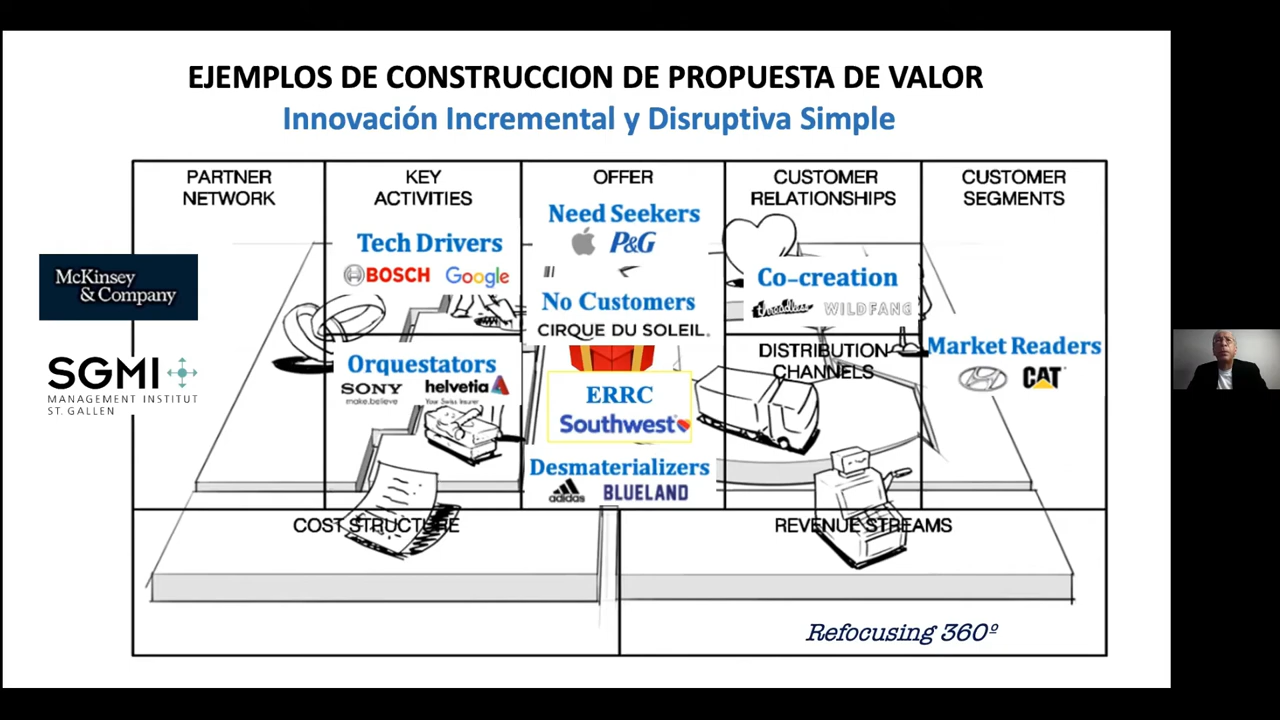 EJEMPLOS DE CONSTRUCCION DE PROPUESTA DE VALOR
Innovación Incremental y Disruptiva Simple
PARTNER
NETWORK
KEY
ACTIVITIES
OFFER
CUSTOMER
RELATIONSHIPS
CUSTOMER
SEGMENTS
McKinsey
& Company
SGMI
MANAGEMENT INSTITUT
ST. GALLEN
Tech Drivers
BOSCH Google
Orquestators
SONY helvetia
make.believe Your Swiss Insurer
Need Seekers
P&G
No Customers
CIRQUE DU SOLEIL.
ERRC
Southwest
Desmaterializers
adidas BLUELAND
Co-creation
threadless WILDFANG
DISTRIBUTION
CHANNELS
Market Readers
CAT
COST STRUCTURE
REVENUE STREAMS
Refocusing 360º